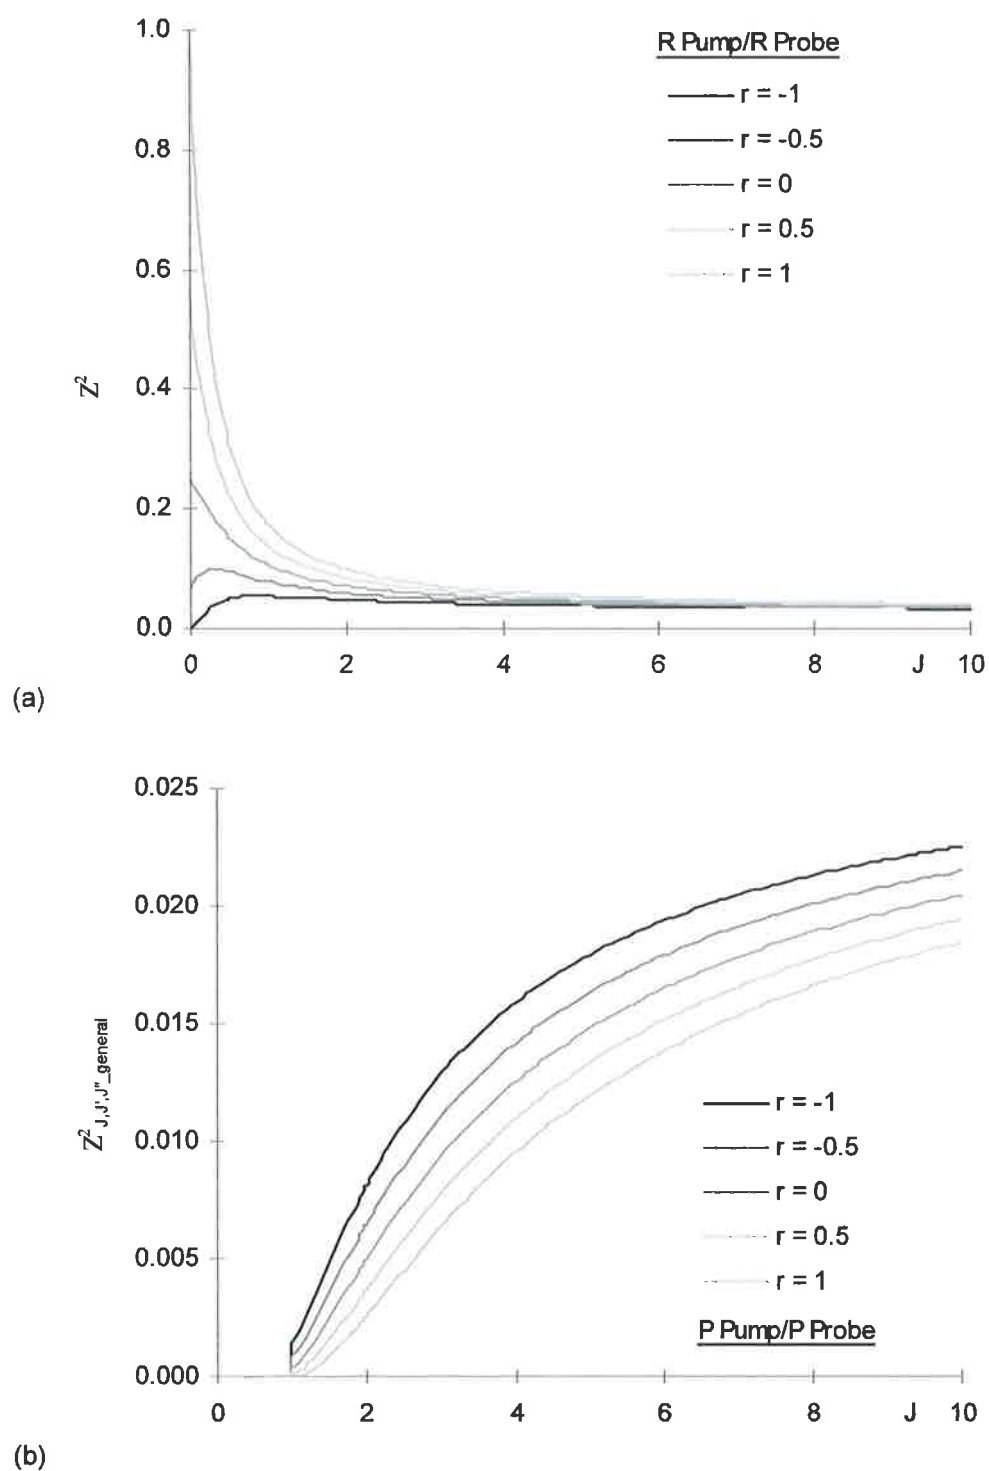 1.0
R Pump/R Probe
r = -1
0.8
r = -0.5
r = 0
r = 0.5
0.6
r = 1
Z²
0.4
0.2
0.0
0 2 4 6 8 J 10
(a)
0.025
0.020
0.015
Z² J,J',J''_general
r = -1
0.010
r = -0.5
r = 0
0.005
r = 0.5
r = 1
P Pump/P Probe
0.000
0 2 4 6 8 J 10
(b)